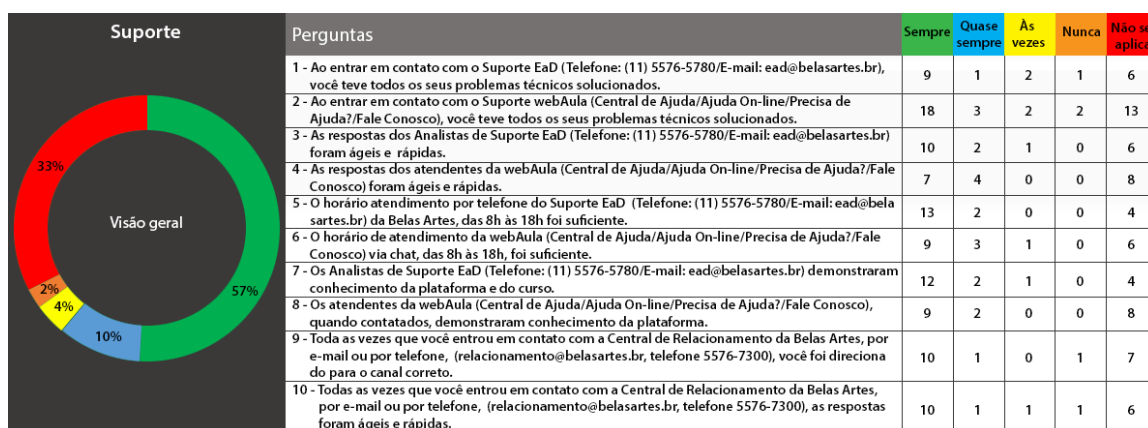 Suporte
33%
Visão geral
2%
4%
10%
57%
Perguntas
Sempre
Quase
sempre
Às
vezes
Nunca
Não se
aplica
1 - Ao entrar em contato com o Suporte EaD (Telefone: (11) 5576-5780/E-mail: ead@belasartes.br),
você teve todos os seus problemas técnicos solucionados.
9 1 2 1 6
2 - Ao entrar em contato com o Suporte webAula (Central de Ajuda/Ajuda On-line/Precisa de
Ajuda?/Fale Conosco), você teve todos os seus problemas técnicos solucionados.
18 3 2 2 13
3 - As respostas dos Analistas de Suporte EaD (Telefone: (11) 5576-5780/E-mail: ead@belasartes.br)
foram ágeis e rápidas.
10 2 1 0 6
4 - As respostas dos atendentes da webAula (Central de Ajuda/Ajuda On-line/Precisa de Ajuda?/Fale
Conosco) foram ágeis e rápidas.
7 4 0 0 8
5 - O horário atendimento por telefone do Suporte EaD (Telefone: (11) 5576-5780/E-mail: ead@bela
sartes.br) da Belas Artes, das 8h às 18h foi suficiente.
13 2 0 0 4
6 - O horário de atendimento da webAula (Central de Ajuda/Ajuda On-line/Precisa de Ajuda?/Fale
Conosco) via chat, das 8h às 18h, foi suficiente.
9 3 1 0 6
7 - Os Analistas de Suporte EaD (Telefone: (11) 5576-5780/E-mail: ead@belasartes.br) demonstraram
conhecimento da plataforma e do curso.
12 2 1 0 4
8 - Os atendentes da webAula (Central de Ajuda/Ajuda On-line/Precisa de Ajuda?/Fale Conosco),
quando contatados, demonstraram conhecimento da plataforma.
9 2 0 0 8
9 - Toda as vezes que você entrou em contato com a Central de Relacionamento da Belas Artes, por
e-mail ou por telefone, (relacionamento@belasartes.br, telefone 5576-7300), você foi direciona
do para o canal correto.
10 1 0 1 7
10 - Todas as vezes que você entrou em contato com a Central de Relacionamento da Belas Artes,
por e-mail ou por telefone, (relacionamento@belasartes.br, telefone 5576-7300), as respostas
foram ágeis e rápidas.
10 1 1 1 6